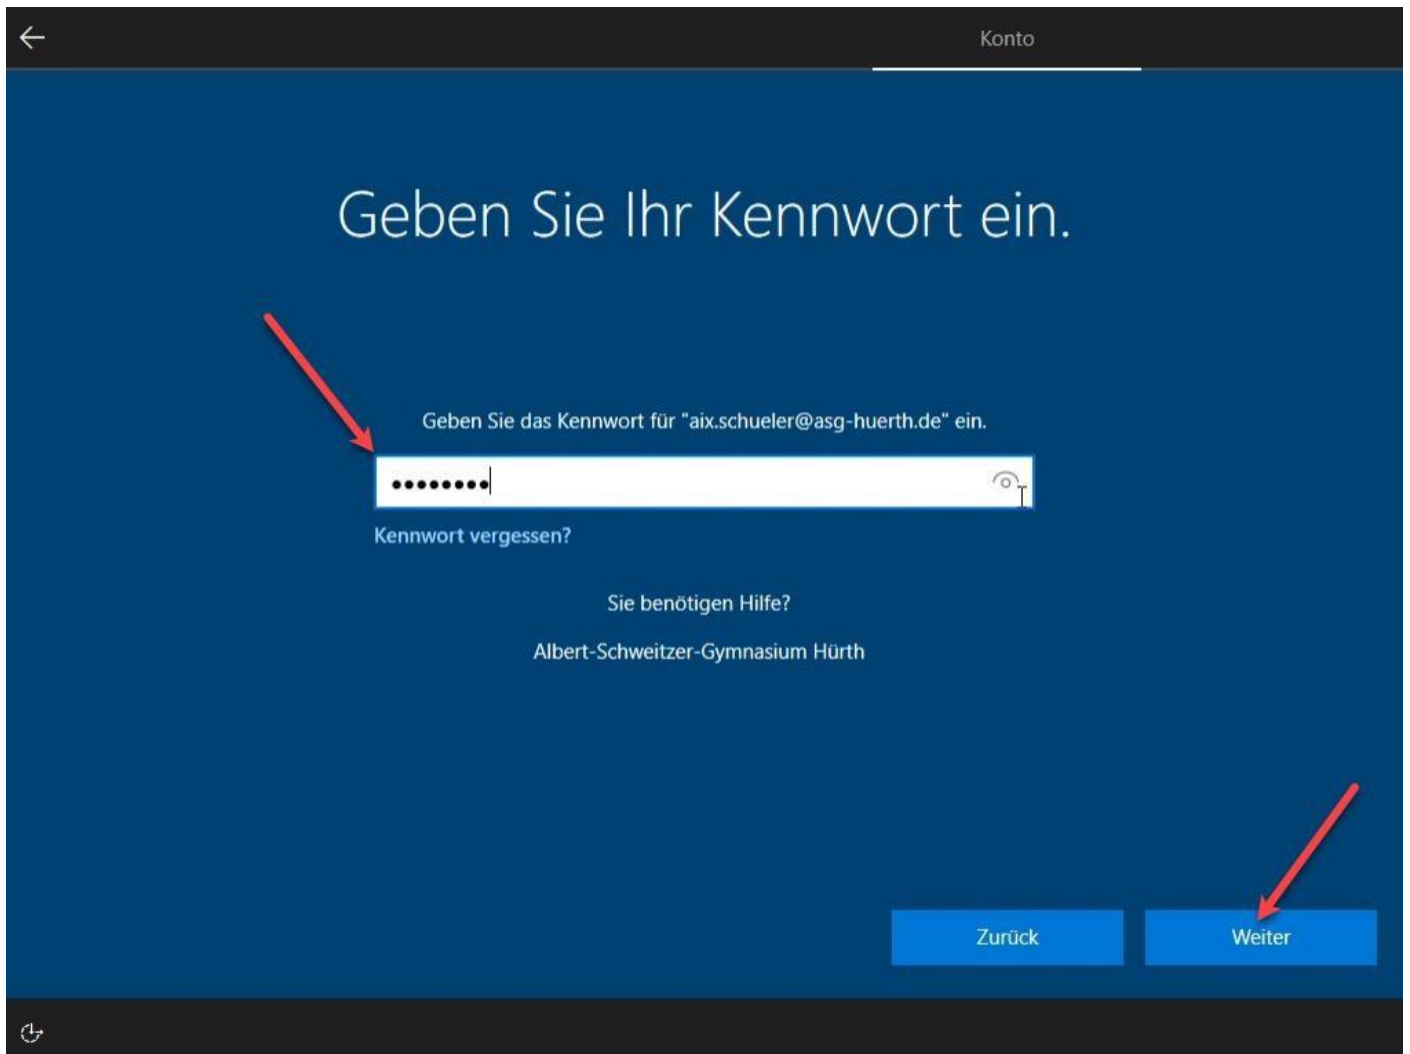 Konto
Geben Sie Ihr Kennwort ein.
Geben Sie das Kennwort für "aix.schueler@asg-huerth.de" ein.
••••••••
Kennwort vergessen?
Sie benötigen Hilfe?
Albert-Schweitzer-Gymnasium Hürth
Zurück
Weiter